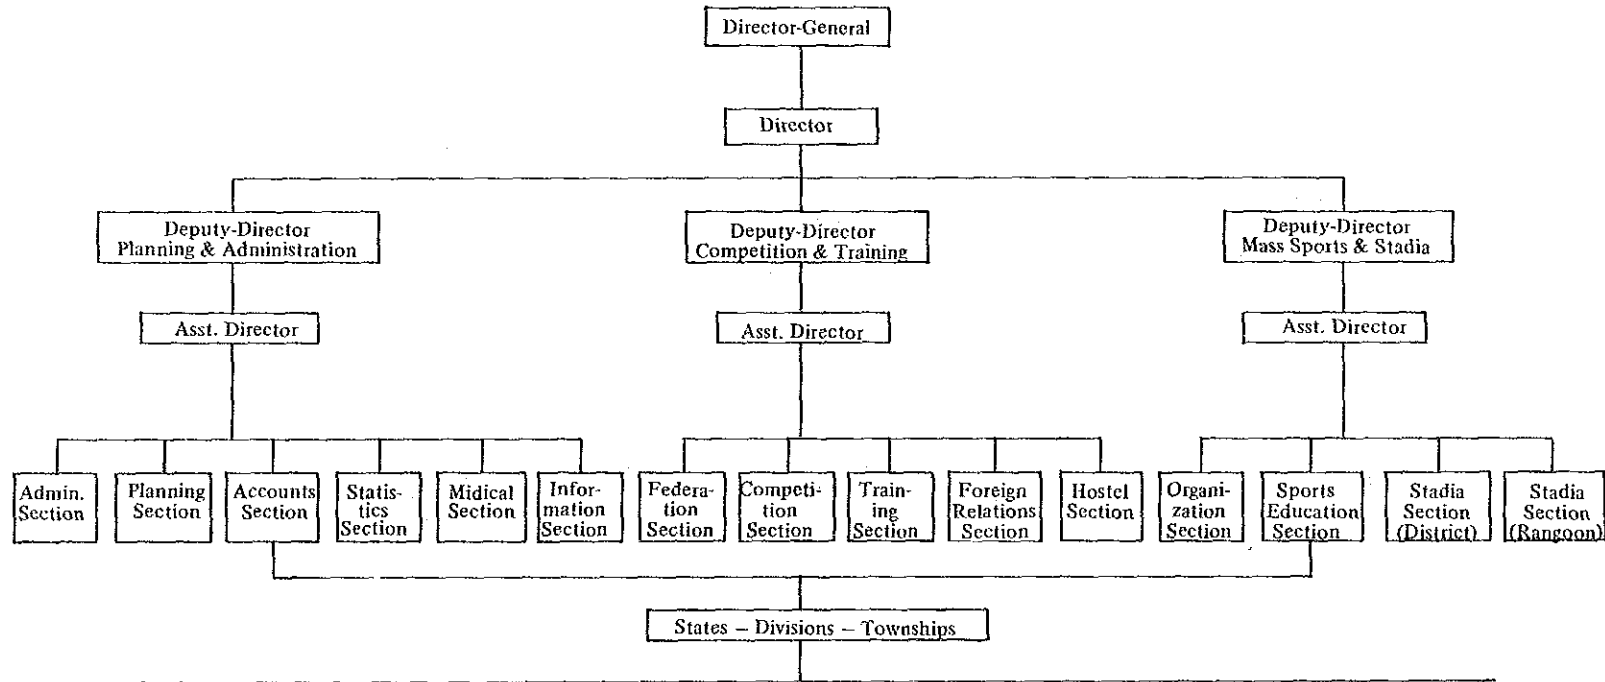 Director-General
Director
Deputy-Director
Planning & Administration
Deputy-Director
Competition & Training
Deputy-Director
Mass Sports & Stadia
Asst. Director
Asst. Director
Asst. Director
Admin.
Section
Planning
Section
Accounts
Section
Statis-
tics
Section
Midical
Section
Infor-
mation
Section
Federa-
tion
Section
Competi-
tion
Section
Train-
ing
Section
Foreign
Relations
Section
Hostel
Section
Organi-
zation
Section
Sports
Education
Section
Stadia
Section
(District)
Stadia
Section
(Rangoon)
States – Divisions – Townships